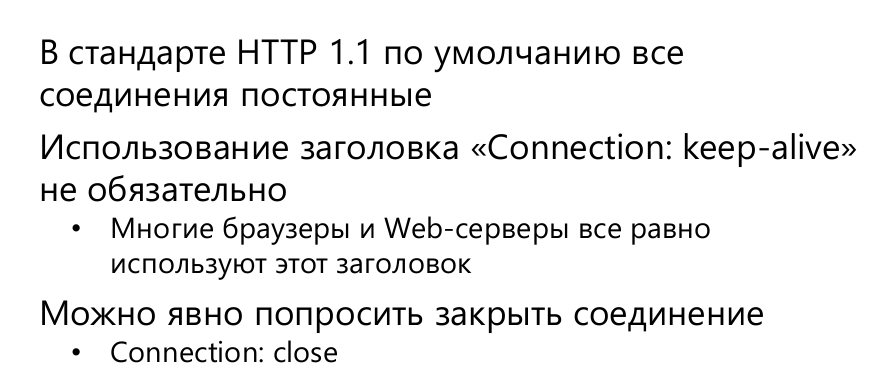 В стандарте HTTP 1.1 по умолчанию все
соединения постоянные
Использование заголовка «Connection: keep-alive»
не обязательно
• Многие браузеры и Web-серверы все равно
используют этот заголовок
Можно явно попросить закрыть соединение
• Connection: close